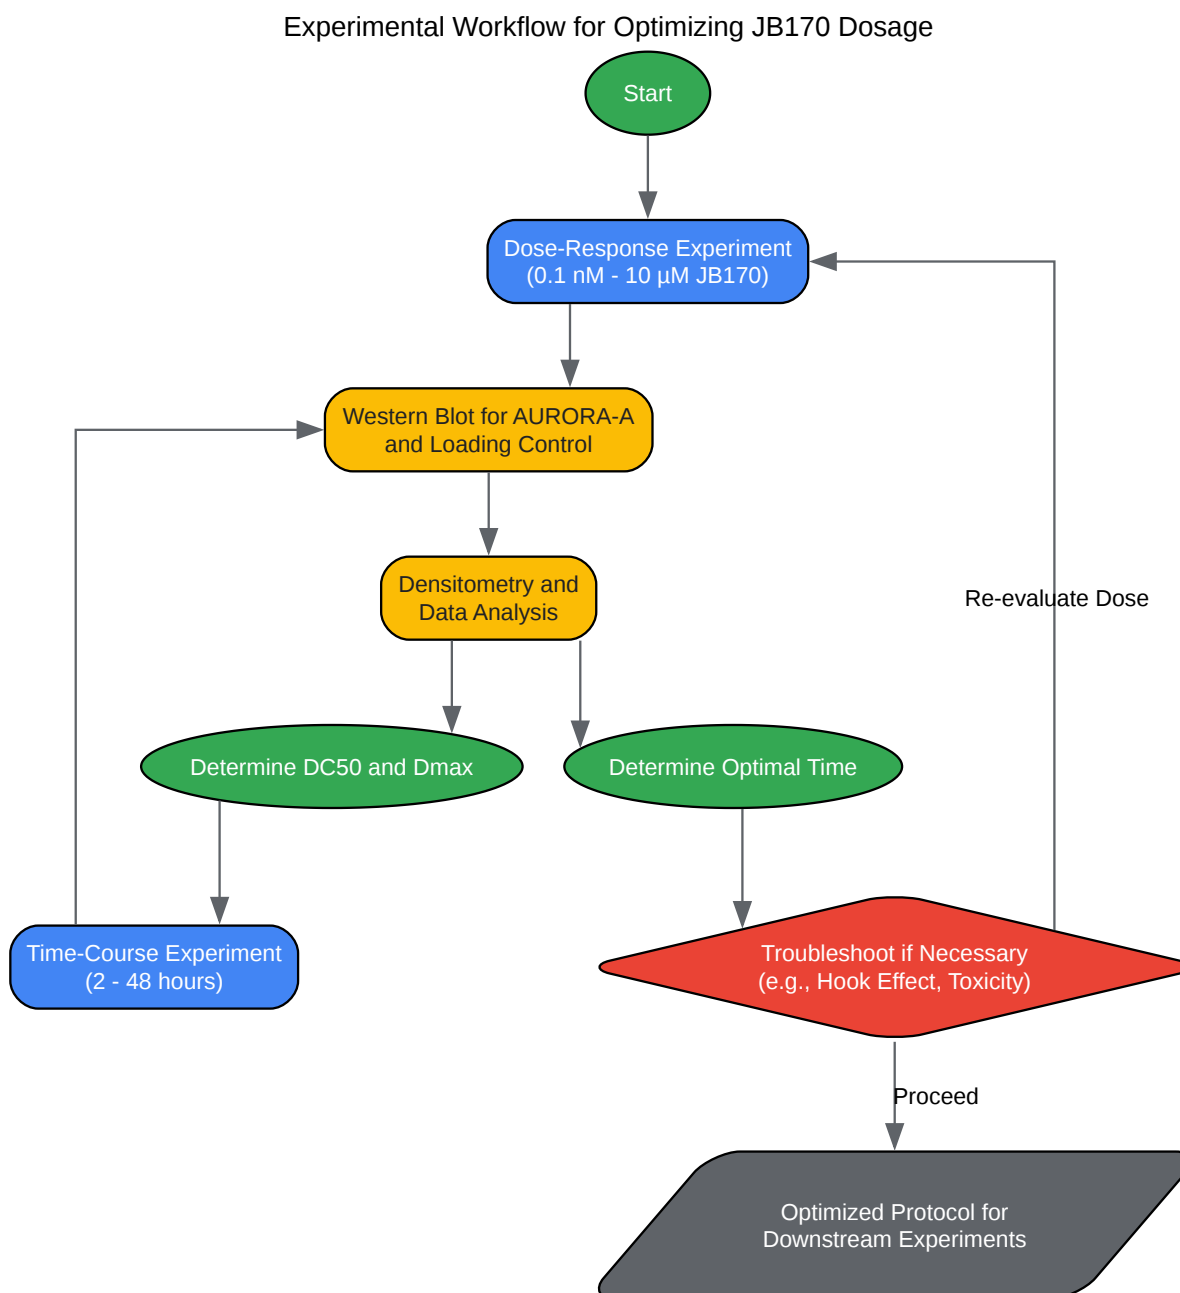 Experimental Workflow for Optimizing JB170 Dosage
Start
Dose-Response Experiment
(0.1 nM - 10 µM JB170)
Western Blot for AURORA-A
and Loading Control
Densitometry and
Data Analysis
Re-evaluate Dose
Determine DC50 and Dmax
Determine Optimal Time
Time-Course Experiment
(2 - 48 hours)
Troubleshoot if Necessary
(e.g., Hook Effect, Toxicity)
Proceed
Optimized Protocol for
Downstream Experiments